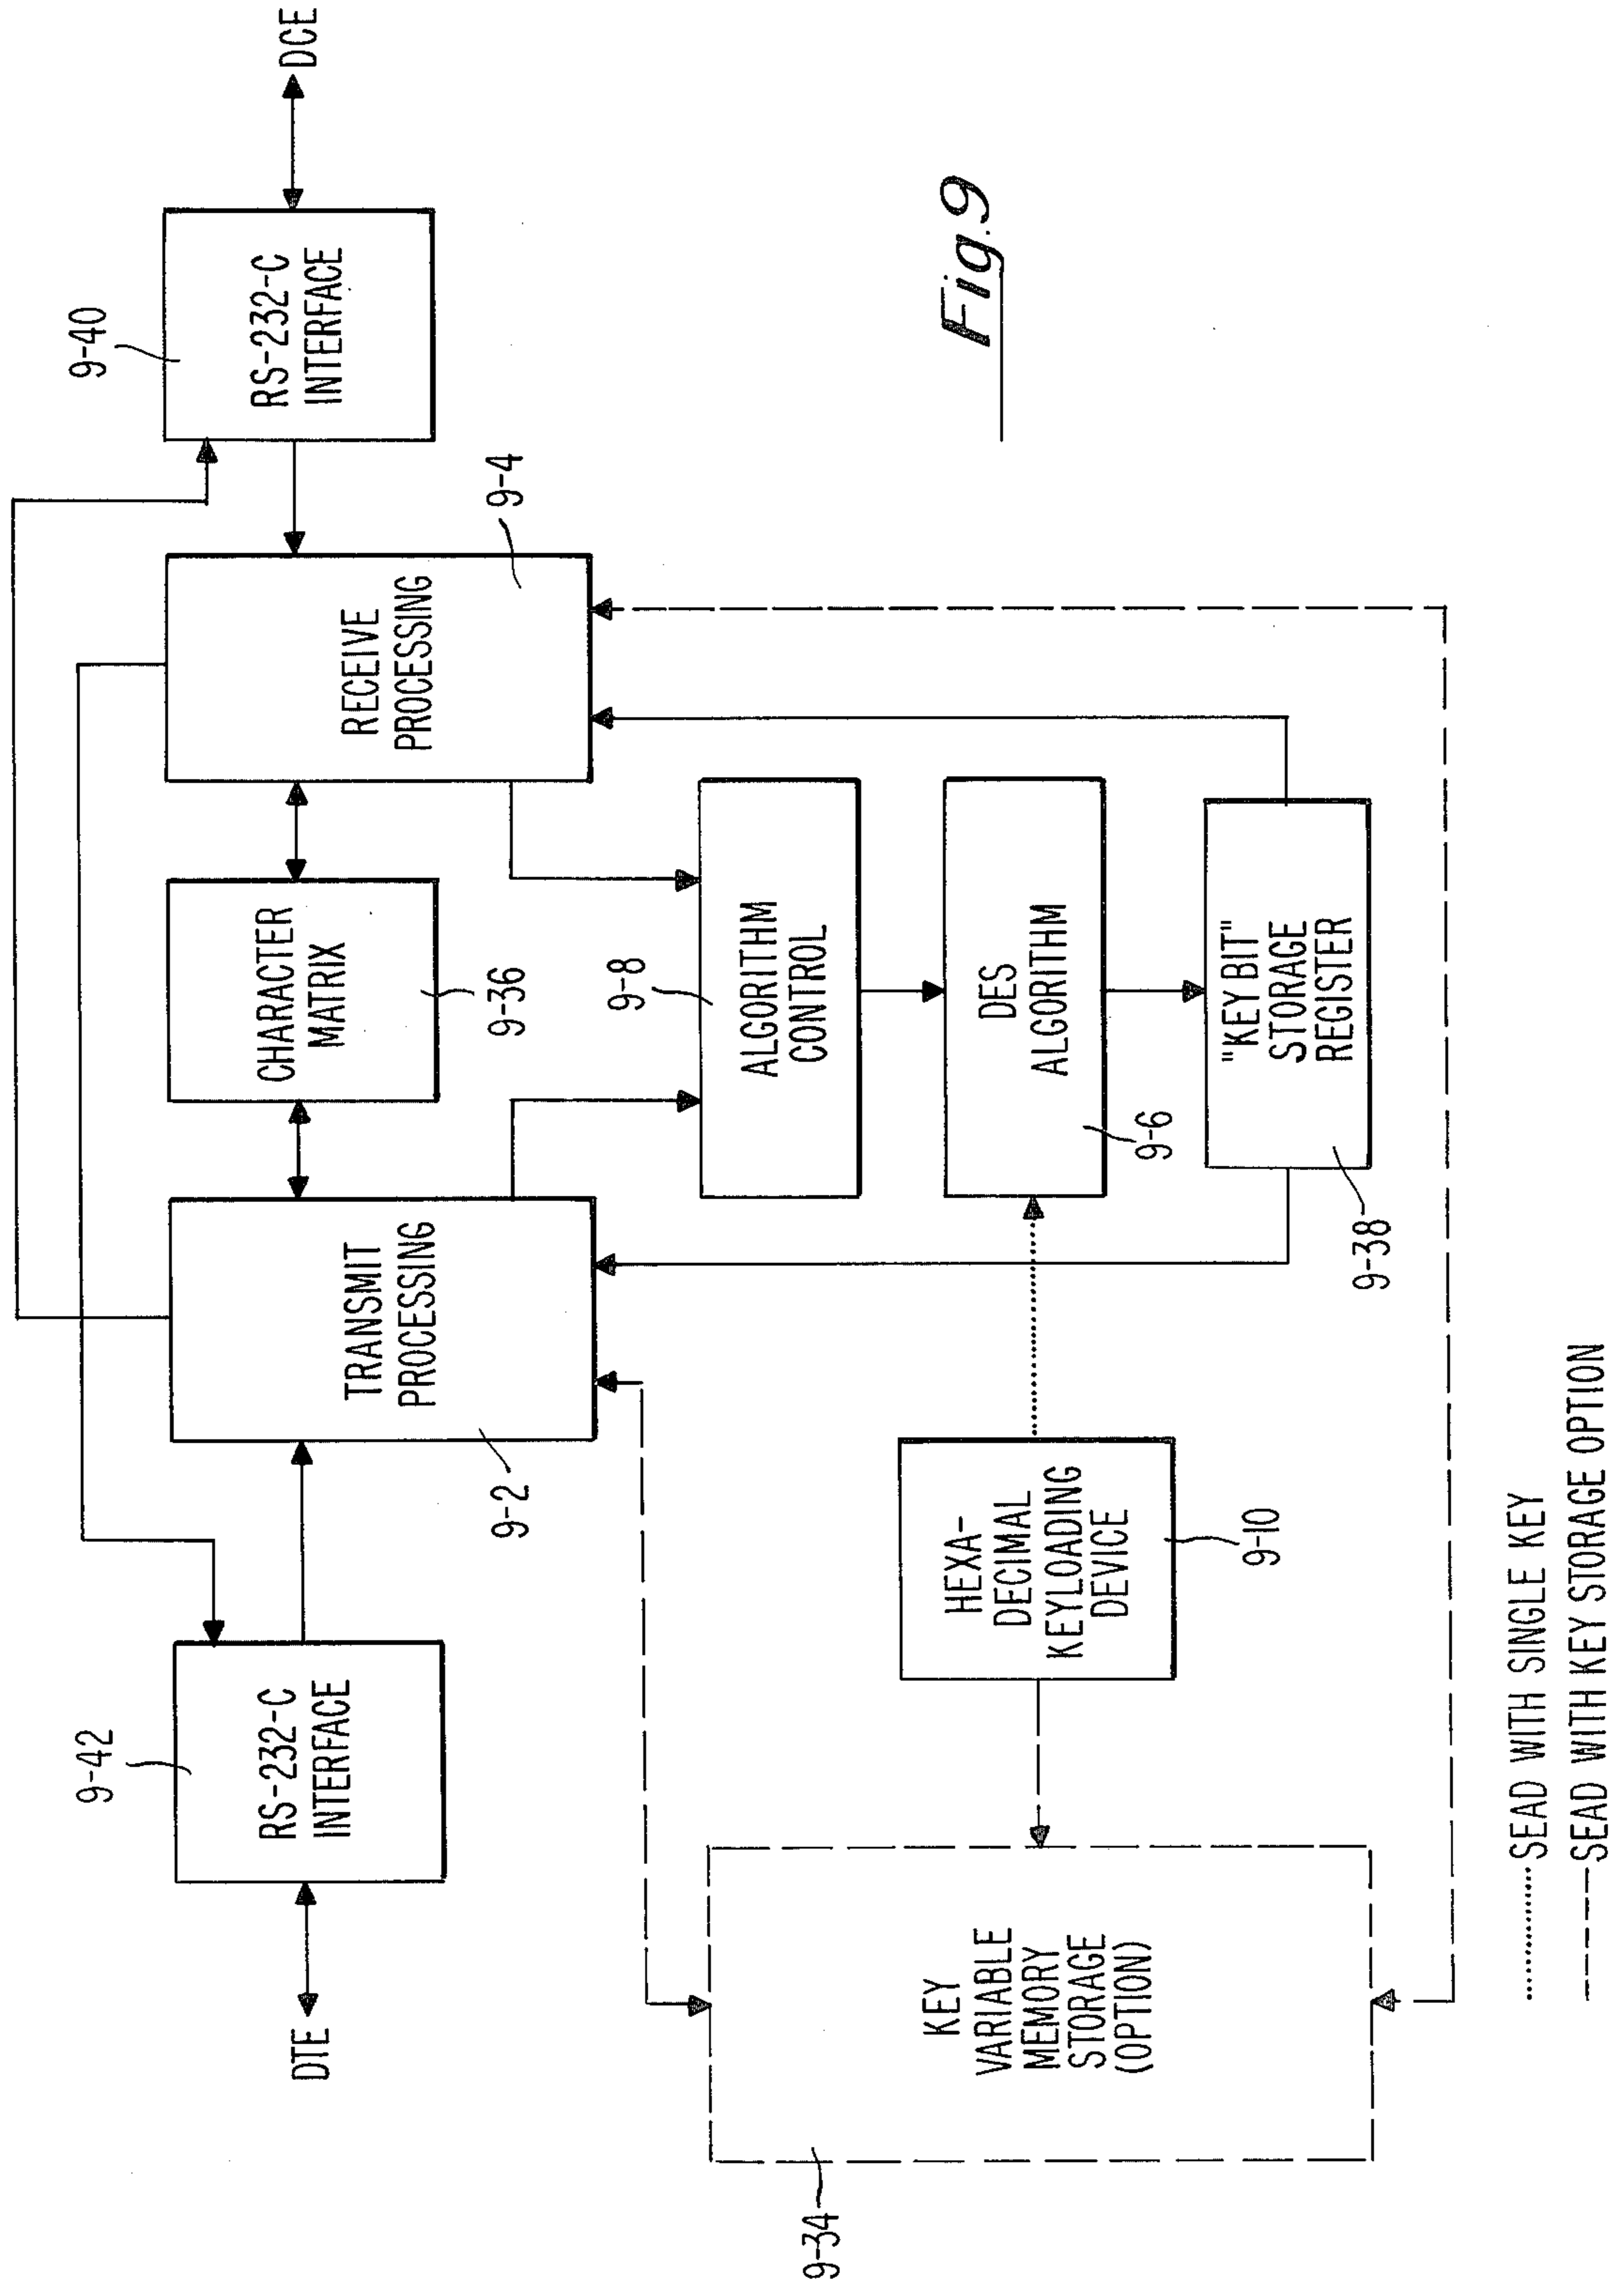 DTE
9-42
RS-232-C
INTERFACE
9-2
TRANSMIT
PROCESSING
CHARACTER
MATRIX
9-36
RECEIVE
PROCESSING
9-4
9-40
RS-232-C
INTERFACE
DCE
9-8
ALGORITHM
CONTROL
DES
ALGORITHM
9-6
"KEY BIT"
STORAGE
REGISTER
9-38
HEXA-
DECIMAL
KEYLOADING
DEVICE
9-10
9-34
KEY
VARIABLE
MEMORY
STORAGE
(OPTION)
SEAD WITH SINGLE KEY
SEAD WITH KEY STORAGE OPTION
Fig.9